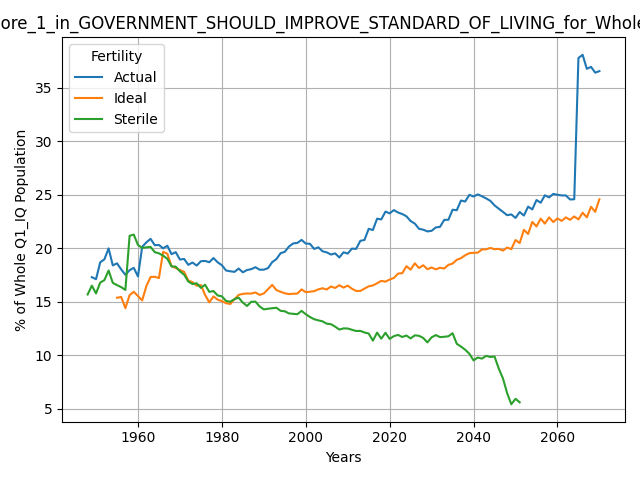 ore_1_in_GOVERNMENT_SHOULD_IMPROVE_STANDARD_OF_LIVING_for_Whole
Fertility
Actual
Ideal
Sterile
% of Whole Q1_IQ Population
35
30
25
20
15
10
5
1960 1980 2000 2020 2040 2060
Years